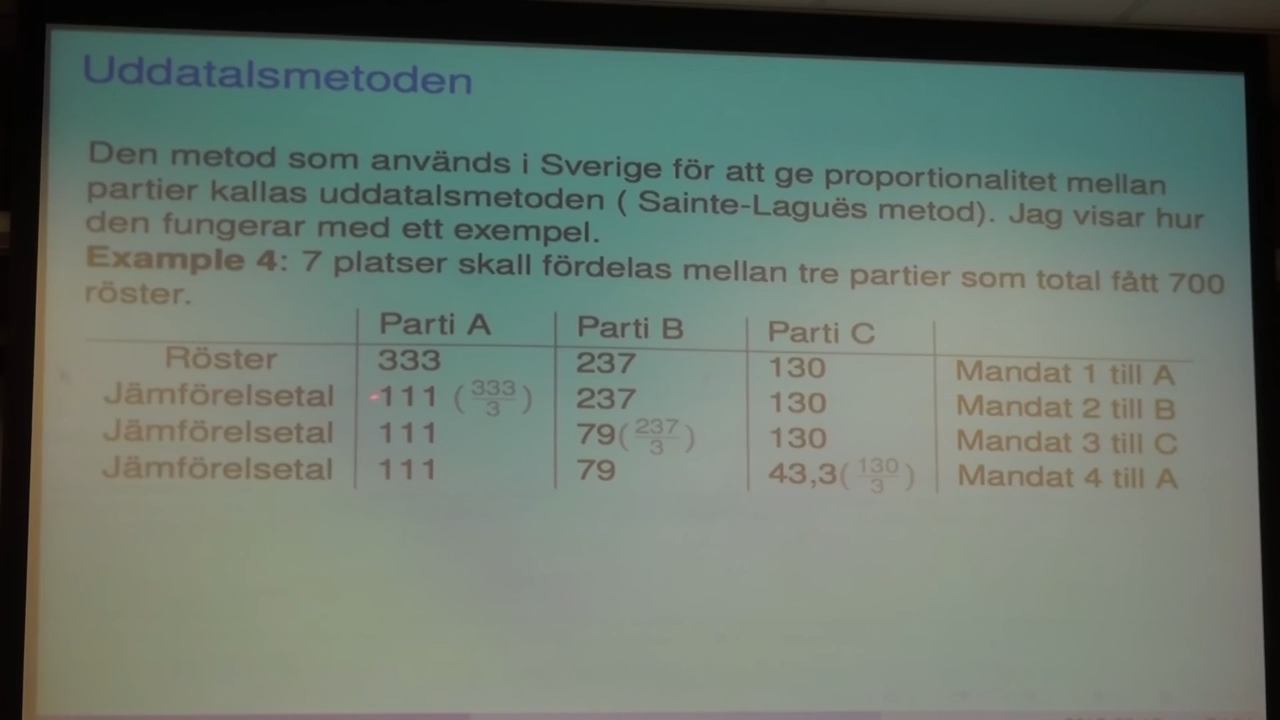 Uddatalsmetoden
Den metod som används i Sverige för att ge proportionalitet mellan
partier kallas uddatalsmetoden ( Sainte-Laguës metod). Jag visar hur
den fungerar med ett exempel.
Example 4: 7 platser skall fördelas mellan tre partier som total fått 700
röster.
Parti A Parti B Parti C
Röster 333 237 130 Mandat 1 till A
Jämförelsetal 111 (333/3) 237 130 Mandat 2 till B
Jämförelsetal 111 79(237/3) 130 Mandat 3 till C
Jämförelsetal 111 79 43,3(130/3) Mandat 4 till A